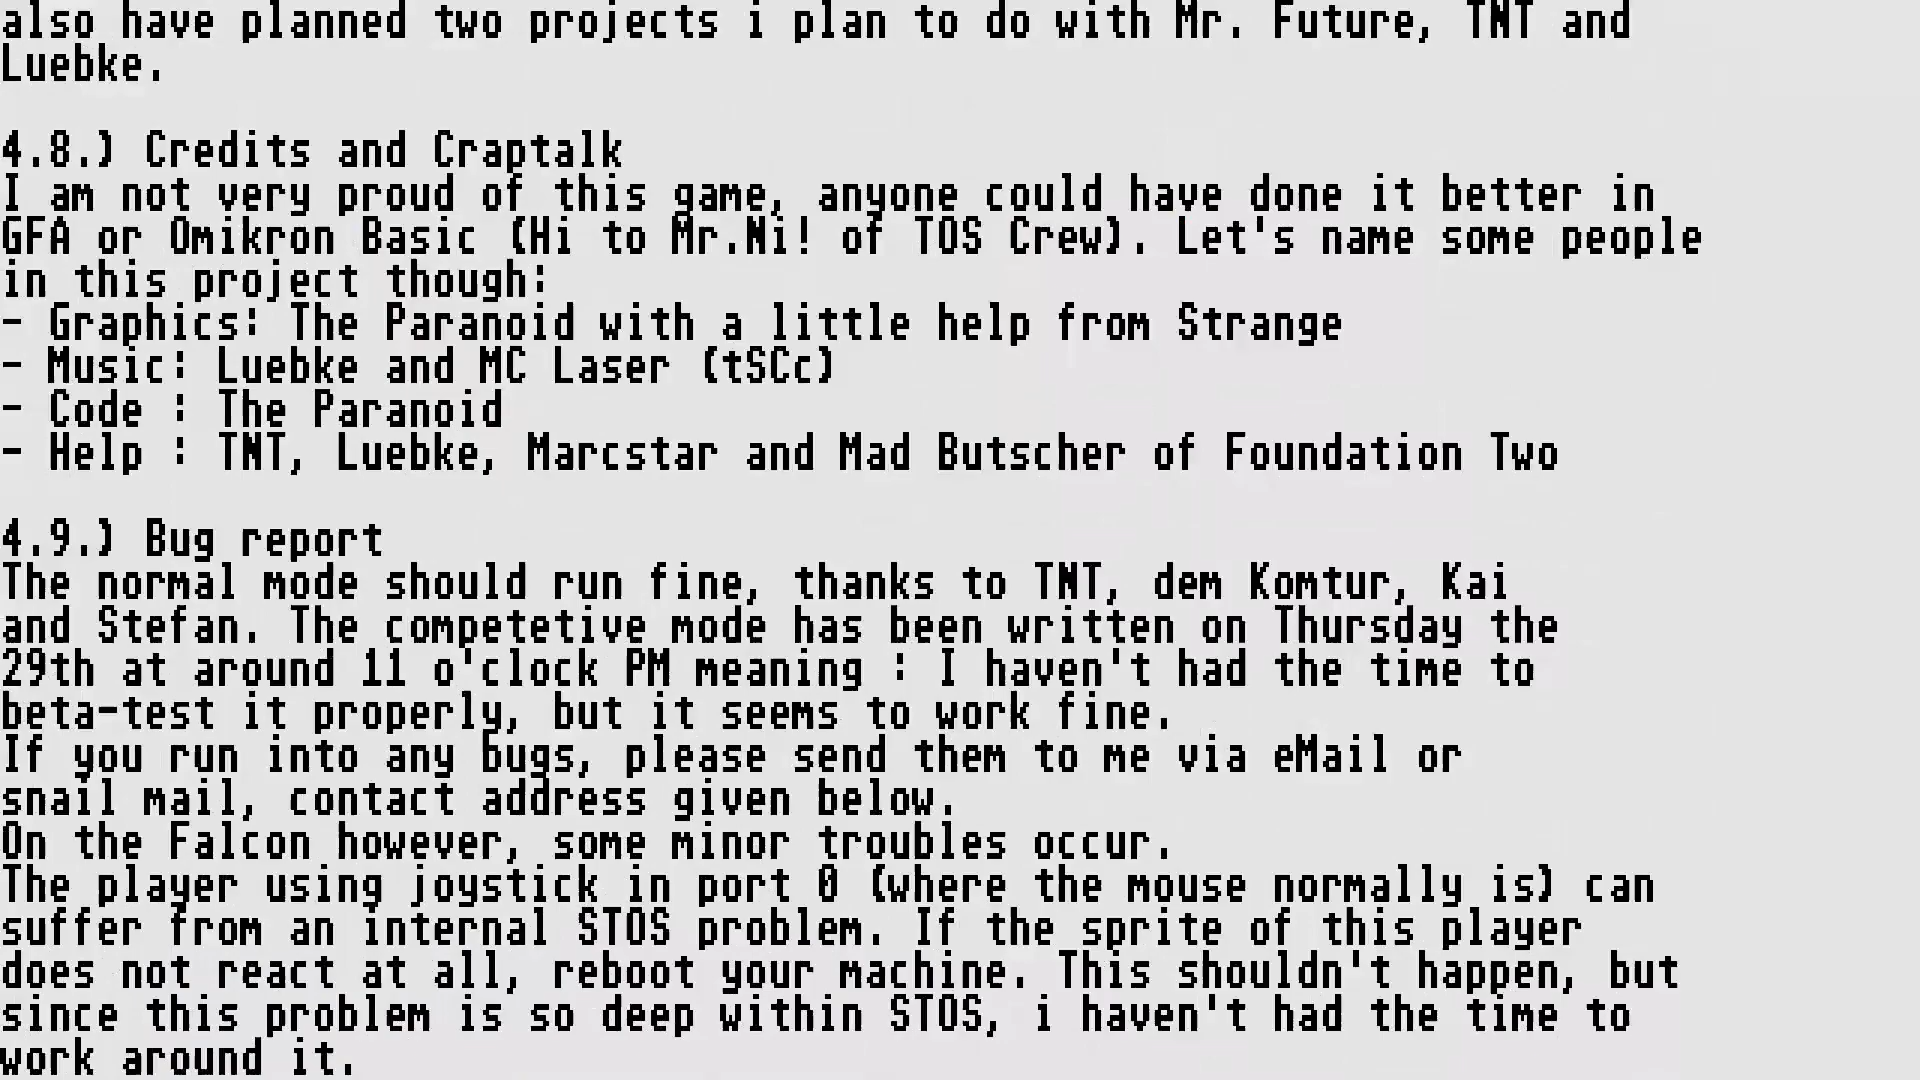 also have planned two projects i plan to do with Mr. Future, TNT and
Luebke.
4.8.) Credits and Craptalk
I am not very proud of this game, anyone could have done it better in
GFA or Omikron Basic (Hi to Mr.Ni! of TOS Crew). Let's name some people
in this project though:
- Graphics: The Paranoid with a little help from Strange
- Music: Luebke and MC Laser (tSCc)
- Code : The Paranoid
- Help : TNT, Luebke, Marcstar and Mad Butscher of Foundation Two
4.9.) Bug report
The normal mode should run fine, thanks to TNT, dem Komtur, Kai
and Stefan. The competetive mode has been written on Thursday the
29th at around 11 o'clock PM meaning : I haven't had the time to
beta-test it properly, but it seems to work fine.
If you run into any bugs, please send them to me via eMail or
snail mail, contact address given below.
On the Falcon however, some minor troubles occur.
The player using joystick in port 0 (where the mouse normally is) can
suffer from an internal STOS problem. If the sprite of this player
does not react at all, reboot your machine. This shouldn't happen, but
since this problem is so deep within STOS, i haven't had the time to
work around it.